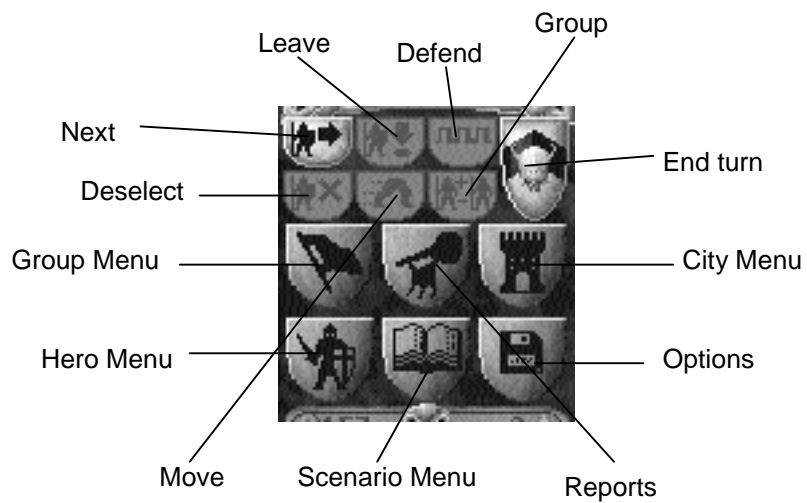 Group
Leave
Defend
Next
End turn
Deselect
Group Menu
City Menu
Hero Menu
Options
Move
Scenario Menu
Reports